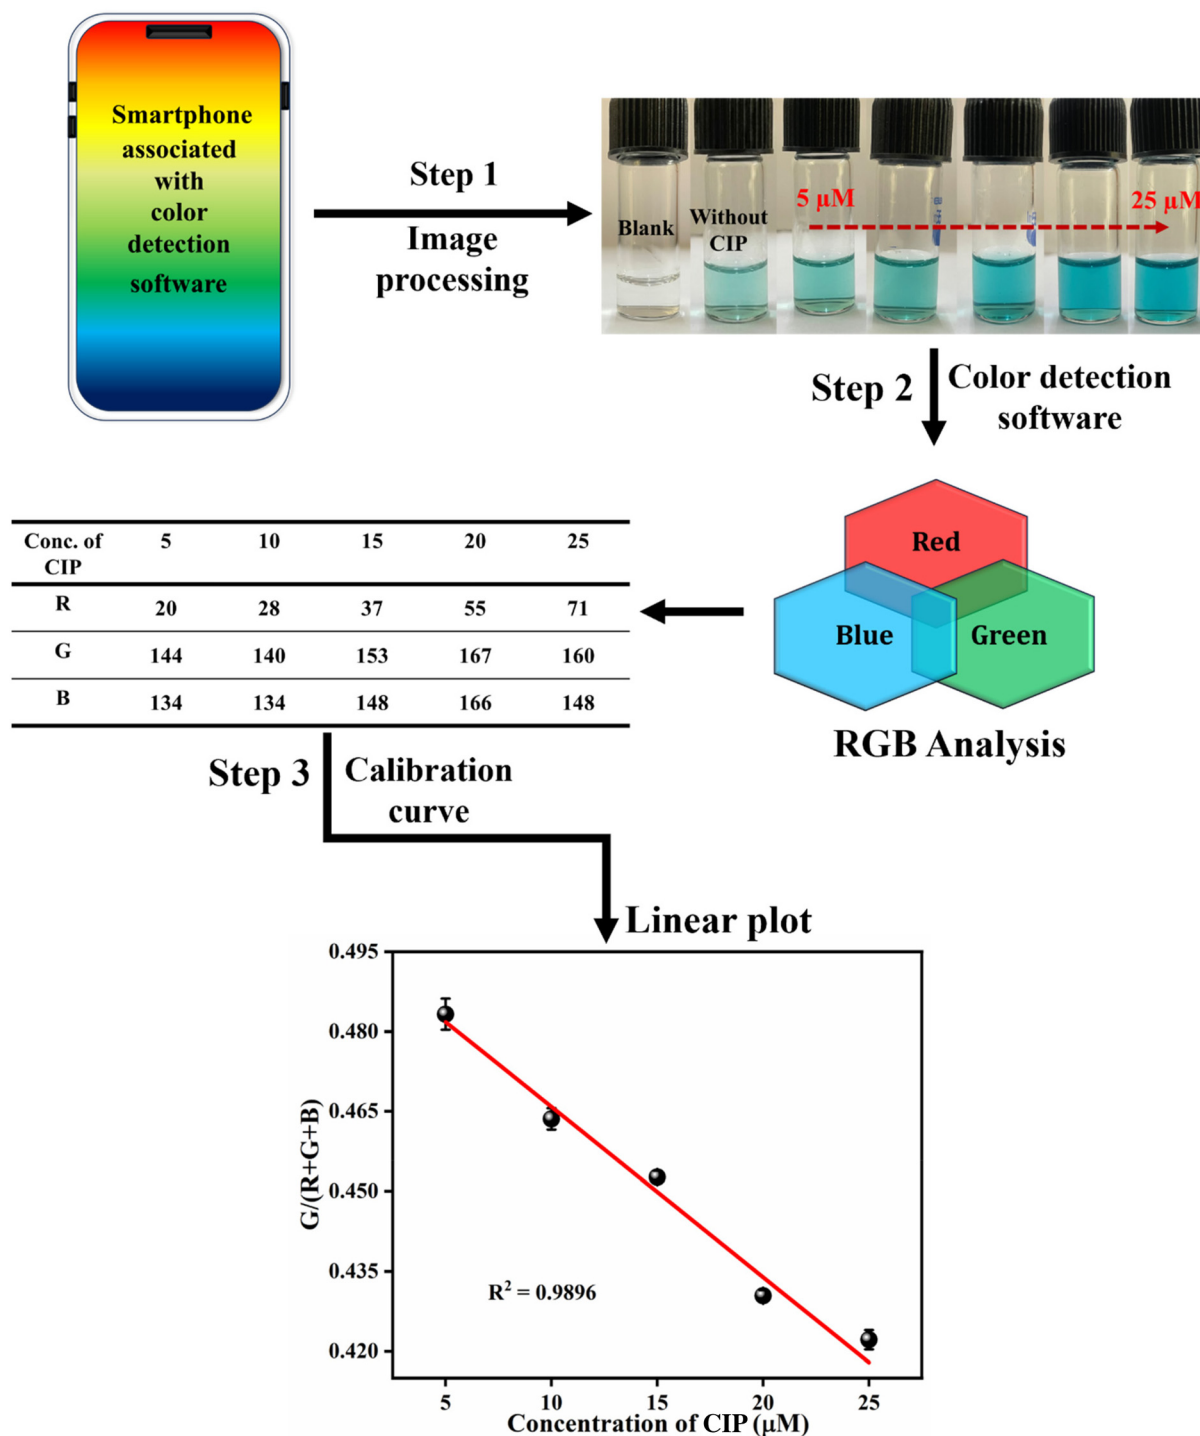 Smartphone
associated
with
color
detection
software
Step 1
Image
processing
Blank
Without
CIP
5 µM
25 µM
Step 2
Color detection
software
Red
Blue
Green
RGB Analysis
Conc. of
CIP
5 10 15 20 25
R 20 28 37 55 71
G 144 140 153 167 160
B 134 134 148 166 148
Step 3
Calibration
curve
Linear plot
G/(R+G+B)
0.495
0.480
0.465
0.450
0.435
0.420
R² = 0.9896
5 10 15 20 25
Concentration of CIP (µM)